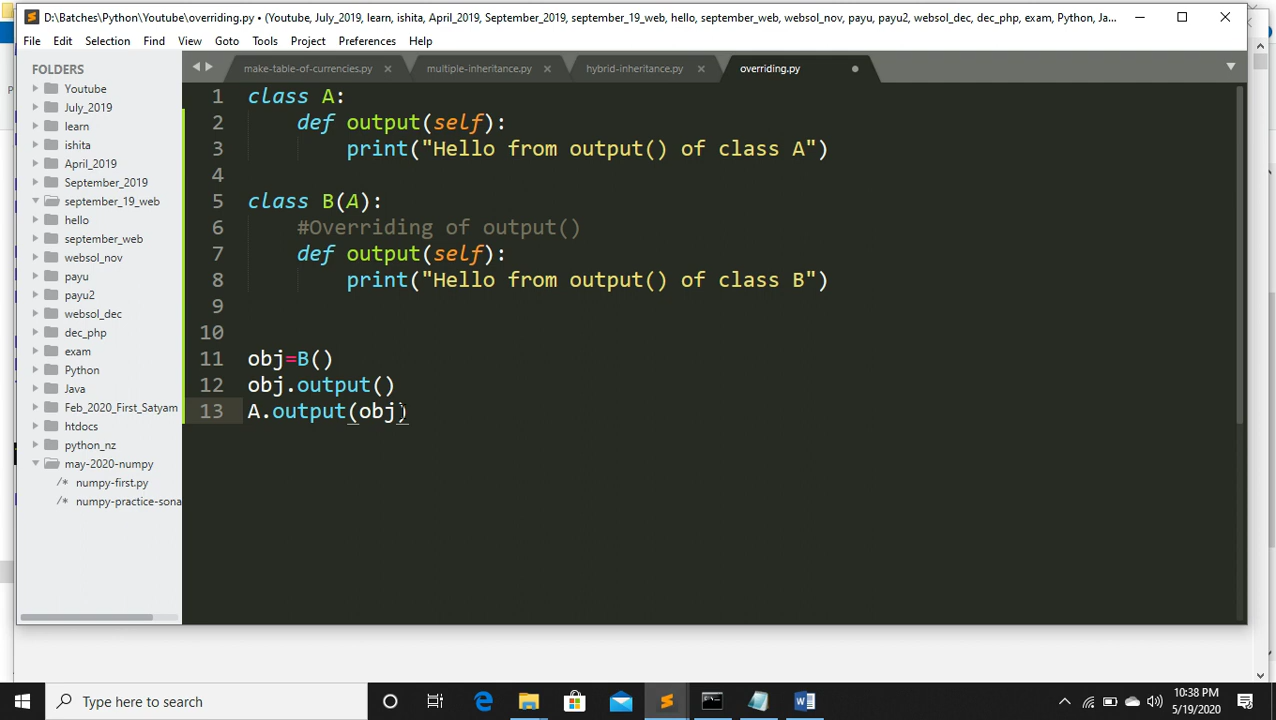 D:\Batches\Python\Youtube\overriding.py • (Youtube, July_2019, learn, ishita, April_2019, September_2019, september_19_web, hello, september_web, websol_nov, payu, payu2, websol_dec, dec_php, exam, Python, Ja...
File Edit Selection Find View Goto Tools Project Preferences Help
FOLDERS
Youtube
July_2019
learn
ishita
April_2019
September_2019
september_19_web
hello
september_web
websol_nov
payu
payu2
websol_dec
dec_php
exam
Python
Java
Feb_2020_First_Satyam
htdocs
python_nz
may-2020-numpy
/* numpy-first.py
/* numpy-practice-sona
make-table-of-currencies.py multiple-inheritance.py hybrid-inheritance.py overriding.py
1 class A:
2 def output(self):
3 print("Hello from output() of class A")
4
5 class B(A):
6 #Overriding of output()
7 def output(self):
8 print("Hello from output() of class B")
9
10
11 obj=B()
12 obj.output()
13 A.output(obj)
Type here to search
10:38 PM
5/19/2020